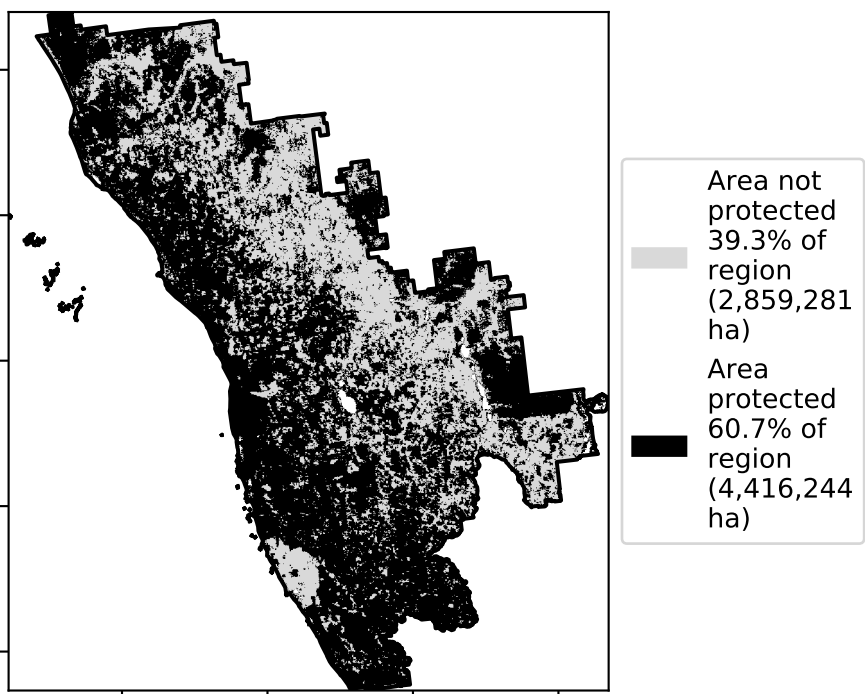 Area not
protected
39.3% of
region
(2,859,281
ha)
Area
protected
60.7% of
region
(4,416,244
ha)